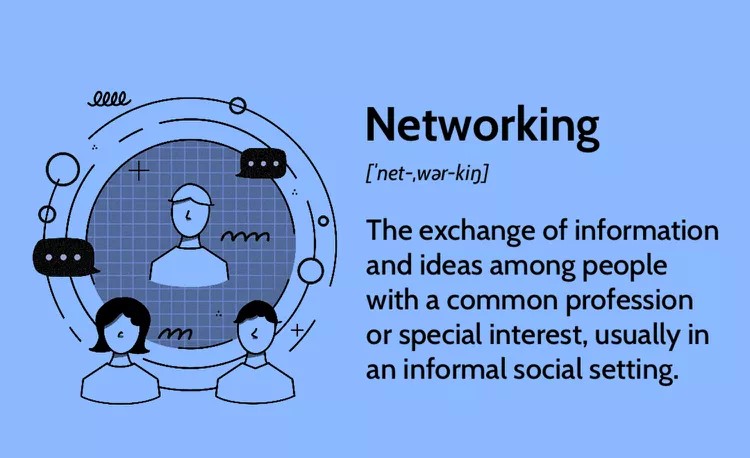 Networking
['net-ˌwər-kiŋ]
The exchange of information
and ideas among people
with a common profession
or special interest, usually in
an informal social setting.